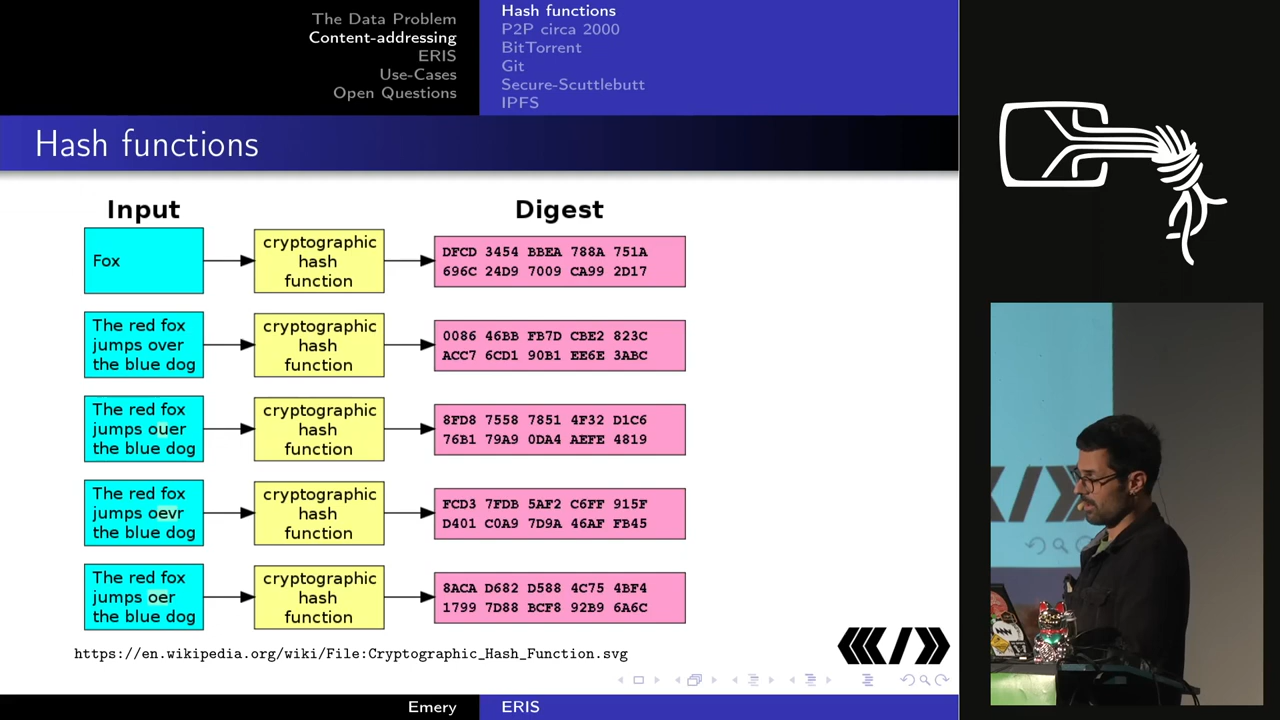 The Data Problem
Content-addressing
ERIS
Use-Cases
Open Questions
Hash functions
P2P circa 2000
BitTorrent
Git
Secure-Scuttlebutt
IPFS
Hash functions
Input
Digest
Fox
cryptographic
hash
function
DFCD 3454 BBEA 788A 751A
696C 24D9 7009 CA99 2D17
The red fox
jumps over
the blue dog
cryptographic
hash
function
0086 46BB FB7D CBE2 823C
ACC7 6CD1 90B1 EE6E 3ABC
The red fox
jumps ouer
the blue dog
cryptographic
hash
function
8FD8 7558 7851 4F32 D1C6
76B1 79A9 0DA4 AEFE 4819
The red fox
jumps oevr
the blue dog
cryptographic
hash
function
FCD3 7FDB 5AF2 C6FF 915F
D401 C0A9 7D9A 46AF FB45
The red fox
jumps oer
the blue dog
cryptographic
hash
function
8ACA D682 D588 4C75 4BF4
1799 7D88 BCF8 92B9 6A6C
https://en.wikipedia.org/wiki/File:Cryptographic_Hash_Function.svg
Emery
ERIS